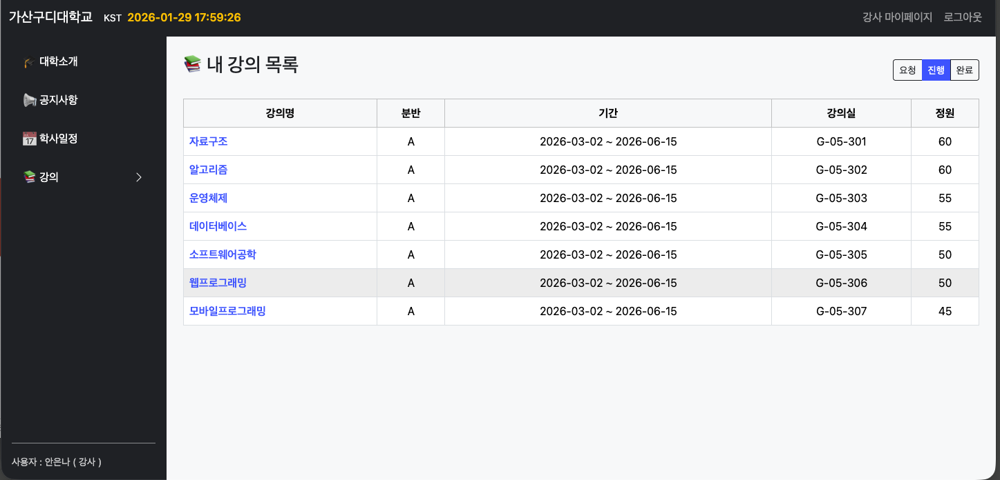 가산구디대학교 KST 2026-01-29 17:59:26 강사 마이페이지 로그아웃
대학소개
공지사항
17 학사일정
강의
사용자 : 안은나 ( 강사 )
내 강의 목록
요청 진행 완료
강의명 분반 기간 강의실 정원
자료구조 A 2026-03-02 ~ 2026-06-15 G-05-301 60
알고리즘 A 2026-03-02 ~ 2026-06-15 G-05-302 60
운영체제 A 2026-03-02 ~ 2026-06-15 G-05-303 55
데이터베이스 A 2026-03-02 ~ 2026-06-15 G-05-304 55
소프트웨어공학 A 2026-03-02 ~ 2026-06-15 G-05-305 50
웹프로그래밍 A 2026-03-02 ~ 2026-06-15 G-05-306 50
모바일프로그래밍 A 2026-03-02 ~ 2026-06-15 G-05-307 45